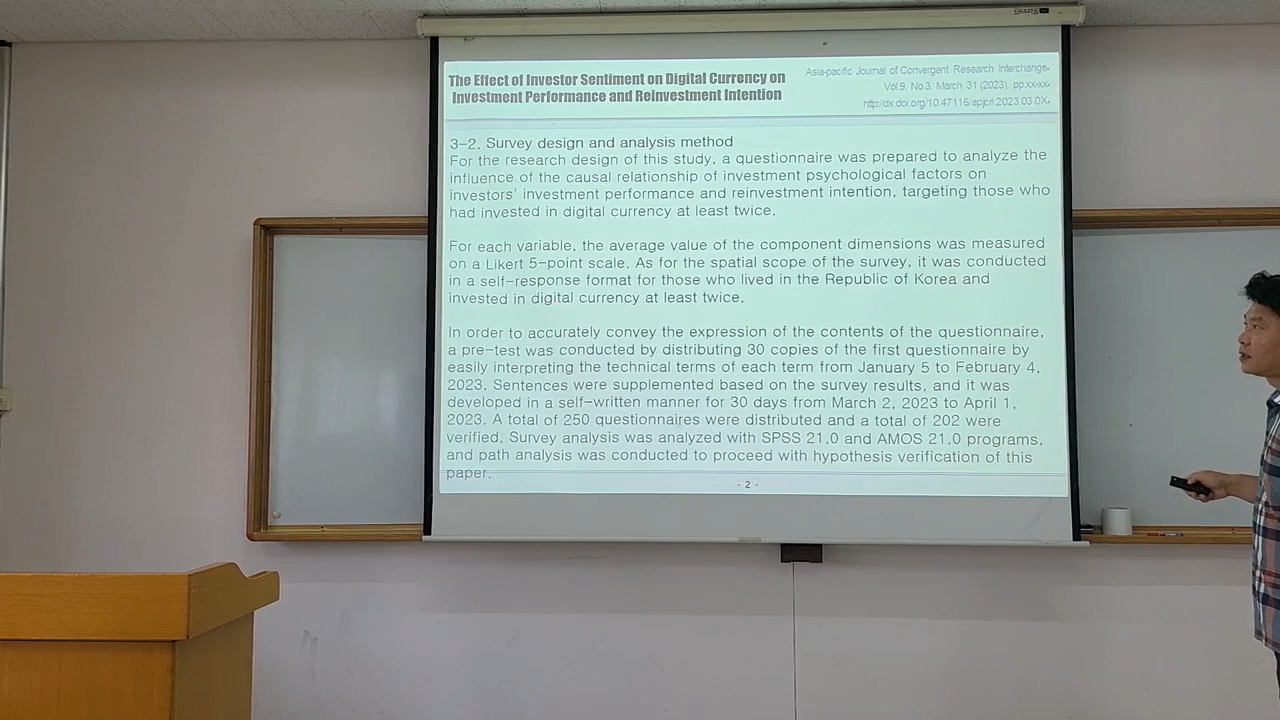 The Effect of Investor Sentiment on Digital Currency on
Investment Performance and Reinvestment Intention
Asia-pacific Journal of Convergent Research Interchange
Vol.9, No.3, March 31 (2023), pp.xx-xx
http://dx.doi.org/10.47116/apjcri.2023.03.0X
3-2. Survey design and analysis method
For the research design of this study, a questionnaire was prepared to analyze the
influence of the causal relationship of investment psychological factors on
investors' investment performance and reinvestment intention, targeting those who
had invested in digital currency at least twice.
For each variable, the average value of the component dimensions was measured
on a Likert 5-point scale. As for the spatial scope of the survey, it was conducted
in a self-response format for those who lived in the Republic of Korea and
invested in digital currency at least twice.
In order to accurately convey the expression of the contents of the questionnaire,
a pre-test was conducted by distributing 30 copies of the first questionnaire by
easily interpreting the technical terms of each term from January 5 to February 4,
2023. Sentences were supplemented based on the survey results, and it was
developed in a self-written manner for 30 days from March 2, 2023 to April 1,
2023. A total of 250 questionnaires were distributed and a total of 202 were
verified. Survey analysis was analyzed with SPSS 21.0 and AMOS 21.0 programs,
and path analysis was conducted to proceed with hypothesis verification of this
paper.
- 2 -